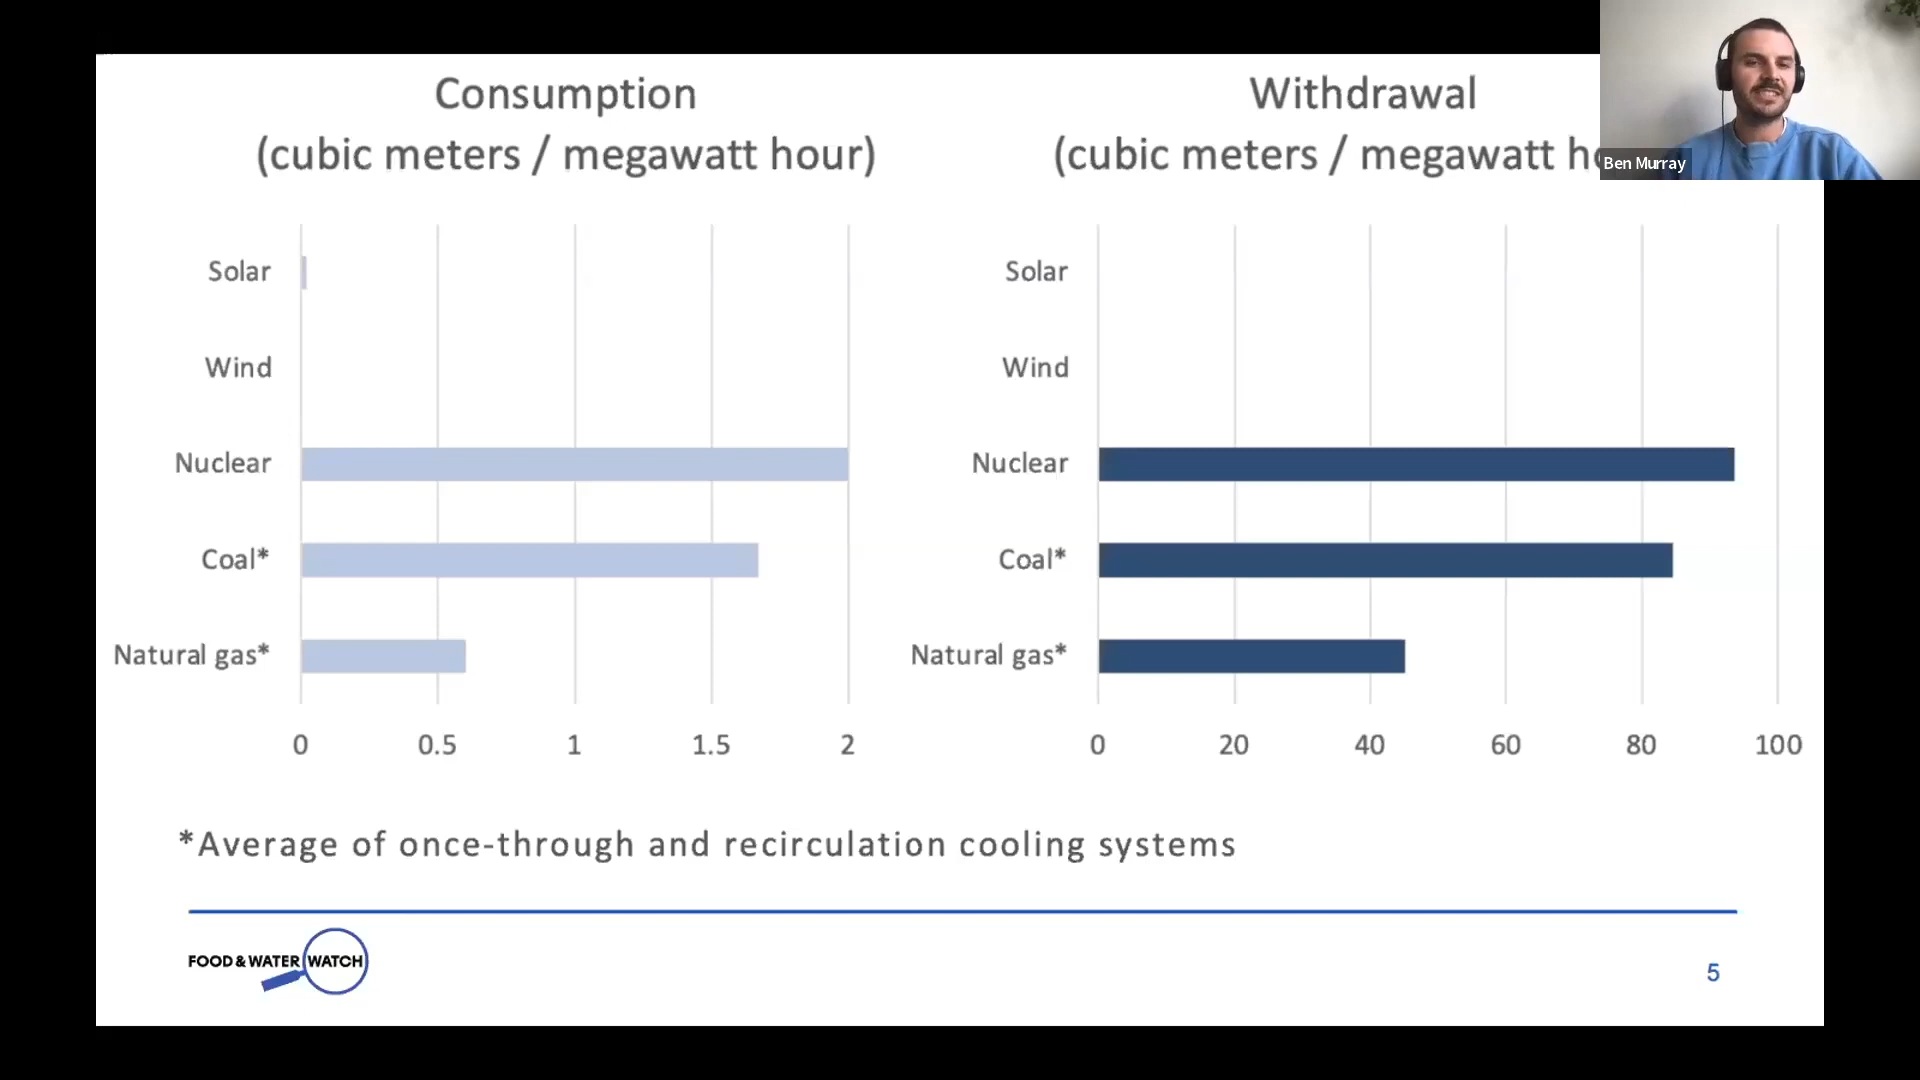 Consumption
(cubic meters / megawatt hour)
Solar
Wind
Nuclear
Coal*
Natural gas*
0 0.5 1 1.5 2
Withdrawal
(cubic meters / megawatt
Solar
Wind
Nuclear
Coal*
Natural gas*
0 20 40 60 80 100
Ben Murray
*Average of once-through and recirculation cooling systems
FOOD & WATER WATCH
5